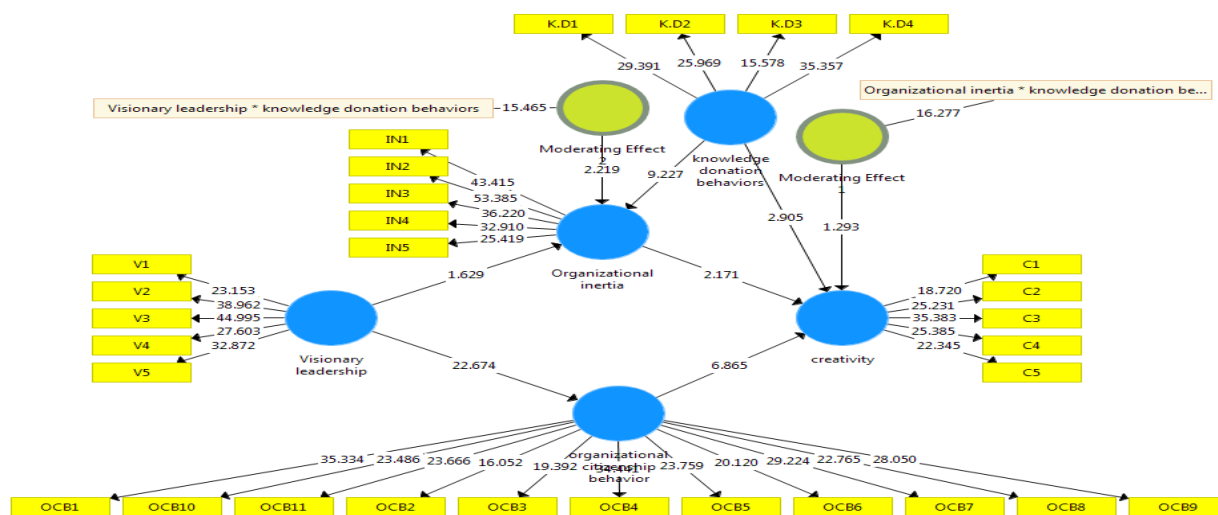 K.D1 K.D2 K.D3 K.D4
29.391 25.969 15.578 35.357
Visionary leadership * knowledge donation behaviors
15.465
Organizational inertia * knowledge donation be...
16.277
Moderating Effect
2
2.219
knowledge
donation
behaviors
9.227
2.905
Moderating Effect
1
1.293
IN1
IN2
IN3
IN4
IN5
43.415
53.385
36.220
32.910
25.419
Organizational
inertia
1.629
2.171
V1
V2
V3
V4
V5
23.153
38.962
44.995
27.603
32.872
Visionary
leadership
22.674
6.865
creativity
18.720
25.231
35.383
25.385
22.345
C1
C2
C3
C4
C5
organizational
citizenship
behavior
35.334 23.486 23.666 16.052 19.392 34.441 23.759 20.120 29.224 22.765 28.050
OCB1 OCB10 OCB11 OCB2 OCB3 OCB4 OCB5 OCB6 OCB7 OCB8 OCB9